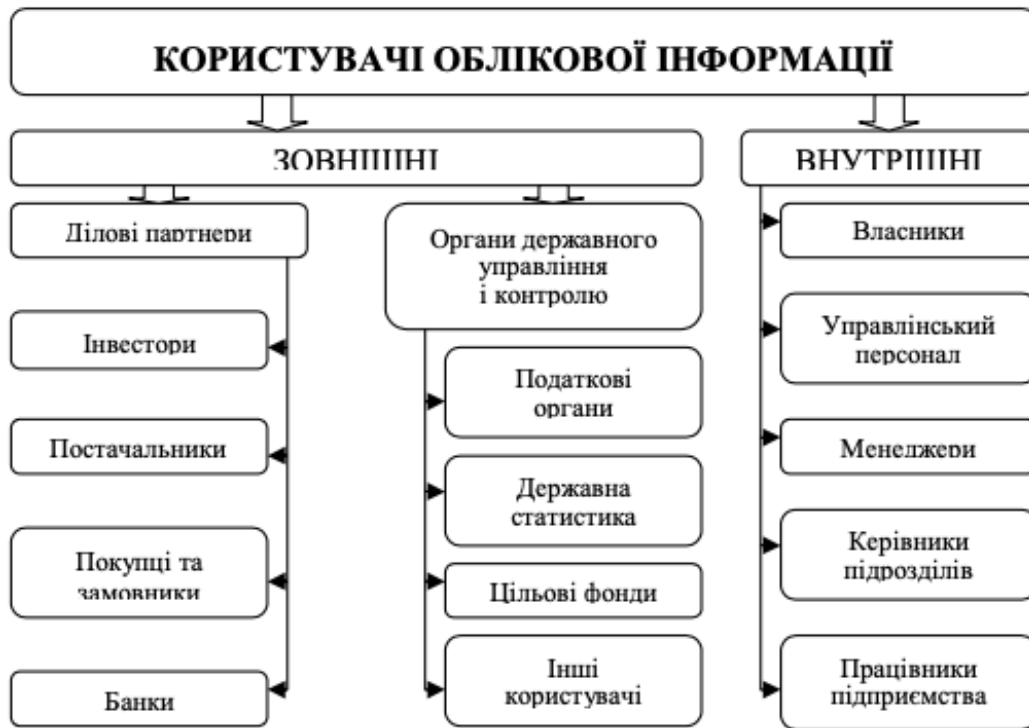 КОРИСТУВАЧІ ОБЛІКОВОЇ ІНФОРМАЦІЇ
ЗОВНІШНІ
ВНУТРІШНІ
Ділові партнери
Інвестори
Постачальники
Покупці та
замовники
Банки
Органи державного
управління
і контролю
Податкові
органи
Державна
статистика
Цільові фонди
Інші
користувачі
Власники
Управлінський
персонал
Менеджери
Керівники
підрозділів
Працівники
підприємства